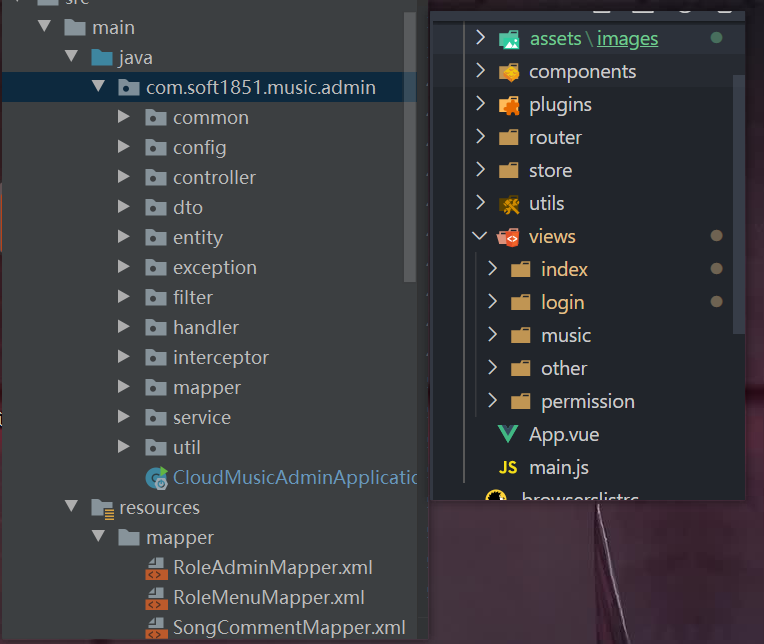 src
main
java
com.soft1851.music.admin
common
config
controller
dto
entity
exception
filter
handler
interceptor
mapper
service
util
CloudMusicAdminApplicatio
resources
mapper
RoleAdminMapper.xml
RoleMenuMapper.xml
SongCommentMapper.xml
assets \ images
components
plugins
router
store
utils
views
index
login
music
other
permission
App.vue
JS main.js
.browserslistrc